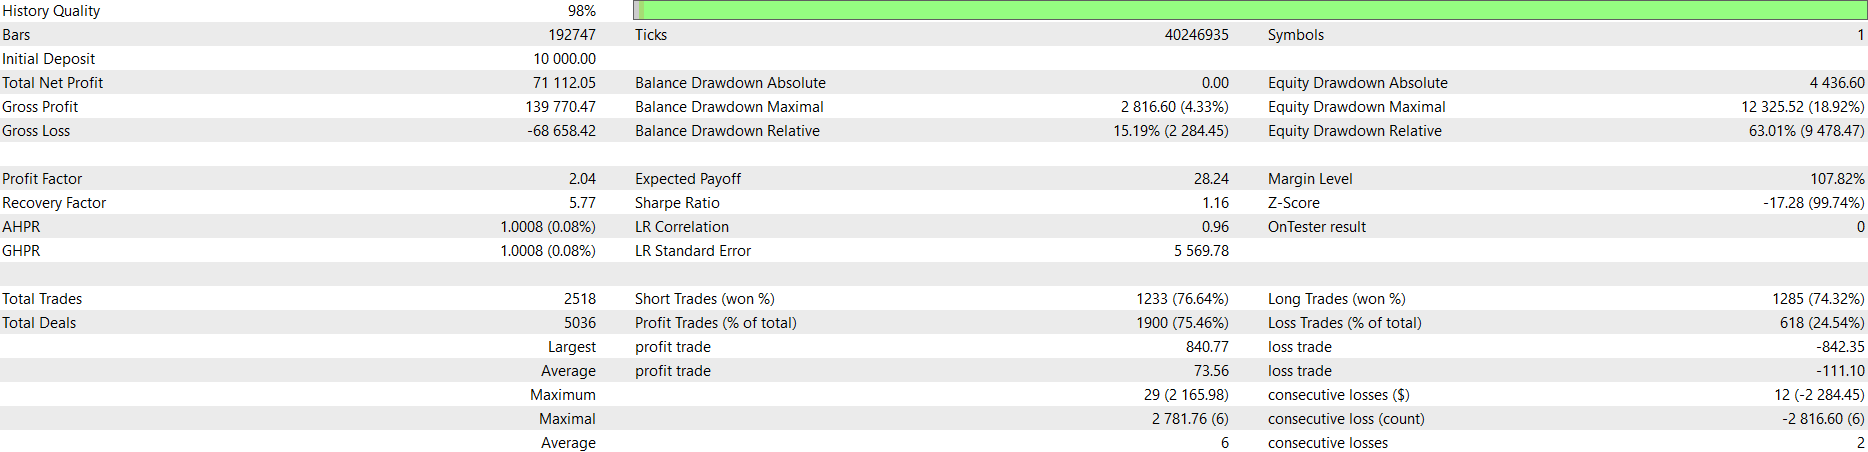 History Quality 98%
Bars 192747 Ticks 40246935 Symbols 1
Initial Deposit 10 000.00
Total Net Profit 71 112.05 Balance Drawdown Absolute 0.00 Equity Drawdown Absolute 4 436.60
Gross Profit 139 770.47 Balance Drawdown Maximal 2 816.60 (4.33%) Equity Drawdown Maximal 12 325.52 (18.92%)
Gross Loss -68 658.42 Balance Drawdown Relative 15.19% (2 284.45) Equity Drawdown Relative 63.01% (9 478.47)
Profit Factor 2.04 Expected Payoff 28.24 Margin Level 107.82%
Recovery Factor 5.77 Sharpe Ratio 1.16 Z-Score -17.28 (99.74%)
AHPR 1.0008 (0.08%) LR Correlation 0.96 OnTester result 0
GHPR 1.0008 (0.08%) LR Standard Error 5 569.78
Total Trades 2518 Short Trades (won %) 1233 (76.64%) Long Trades (won %) 1285 (74.32%)
Total Deals 5036 Profit Trades (% of total) 1900 (75.46%) Loss Trades (% of total) 618 (24.54%)
Largest profit trade 840.77 loss trade -842.35
Average profit trade 73.56 loss trade -111.10
Maximum 29 (2 165.98) consecutive losses ($) 12 (-2 284.45)
Maximal 2 781.76 (6) consecutive loss (count) -2 816.60 (6)
Average 6 consecutive losses 2